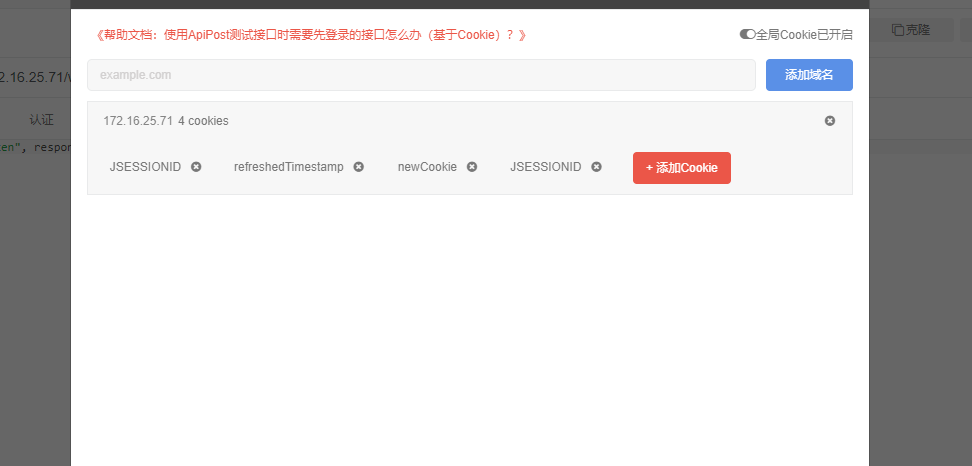 《帮助文档：使用ApiPost测试接口时需要先登录的接口怎么办（基于Cookie）？》
全局Cookie已开启
克隆
2.16.25.71/v
example.com
添加域名
172.16.25.71 4 cookies
认证
en", respon
JSESSIONID
refreshedTimestamp
newCookie
JSESSIONID
+ 添加Cookie